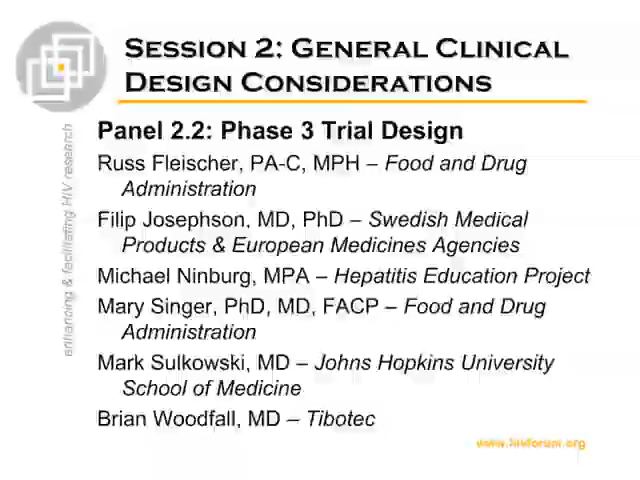 SESSION 2: GENERAL CLINICAL
DESIGN CONSIDERATIONS
enhancing & facilitating HIV research
Panel 2.2: Phase 3 Trial Design
Russ Fleischer, PA-C, MPH – Food and Drug
Administration
Filip Josephson, MD, PhD – Swedish Medical
Products & European Medicines Agencies
Michael Ninburg, MPA – Hepatitis Education Project
Mary Singer, PhD, MD, FACP – Food and Drug
Administration
Mark Sulkowski, MD – Johns Hopkins University
School of Medicine
Brian Woodfall, MD – Tibotec
www.hivforum.org